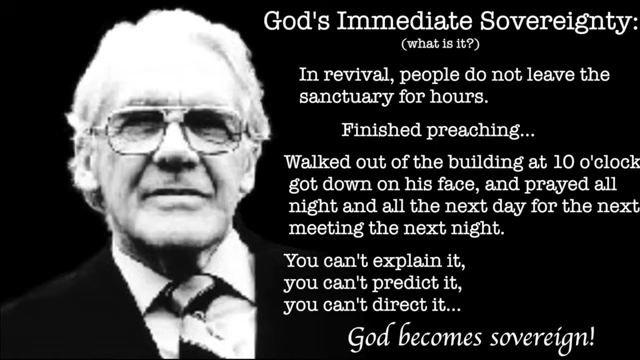 God's Immediate Sovereignty:
(what is it?)
In revival, people do not leave the
sanctuary for hours.
Finished preaching...
Walked out of the building at 10 o'clock
got down on his face, and prayed all
night and all the next day for the next
meeting the next night.
You can't explain it,
you can't predict it,
you can't direct it...
God becomes sovereign!